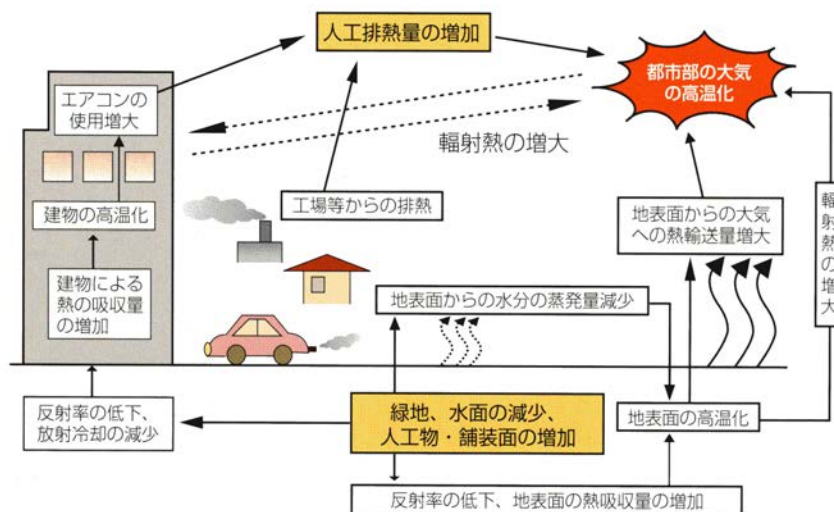 人工排熱量の増加
都市部の大気
の高温化
エアコンの
使用増大
輻射熱の増大
建物の高温化
工場等からの排熱
地表面からの大気
への熱輸送量増大
輻射熱の増大
建物による
熱の吸収量
の増加
地表面からの水分の蒸発量減少
反射率の低下、
放射冷却の減少
緑地、水面の減少、
人工物・舗装面の増加
地表面の高温化
反射率の低下、地表面の熱吸収量の増加